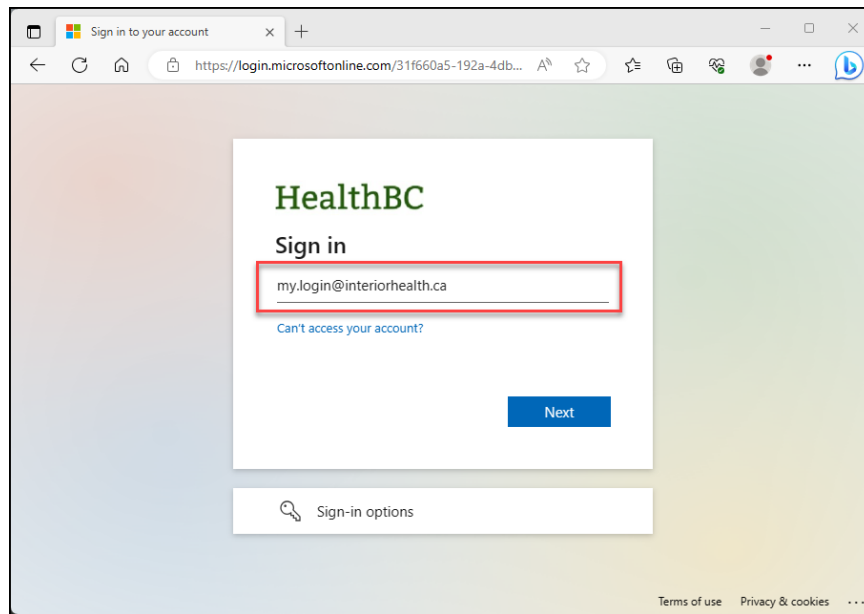 Sign in to your account
https://login.microsoftonline.com/31f660a5-192a-4db...
HealthBC
Sign in
my.login@interiorhealth.ca
Can't access your account?
Next
Sign-in options
Terms of use Privacy & cookies ...